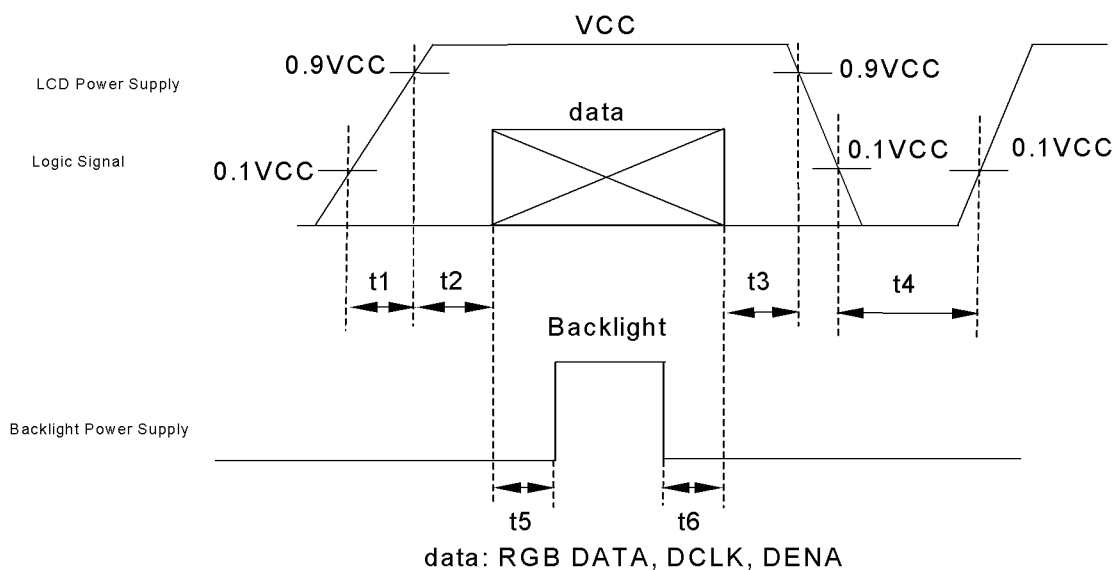 VCC
0.9VCC
0.9VCC
LCD Power Supply
data
Logic Signal
0.1VCC
0.1VCC
0.1VCC
t1
t2
t3
t4
Backlight
Backlight Power Supply
t5
t6
data: RGB DATA, DCLK, DENA